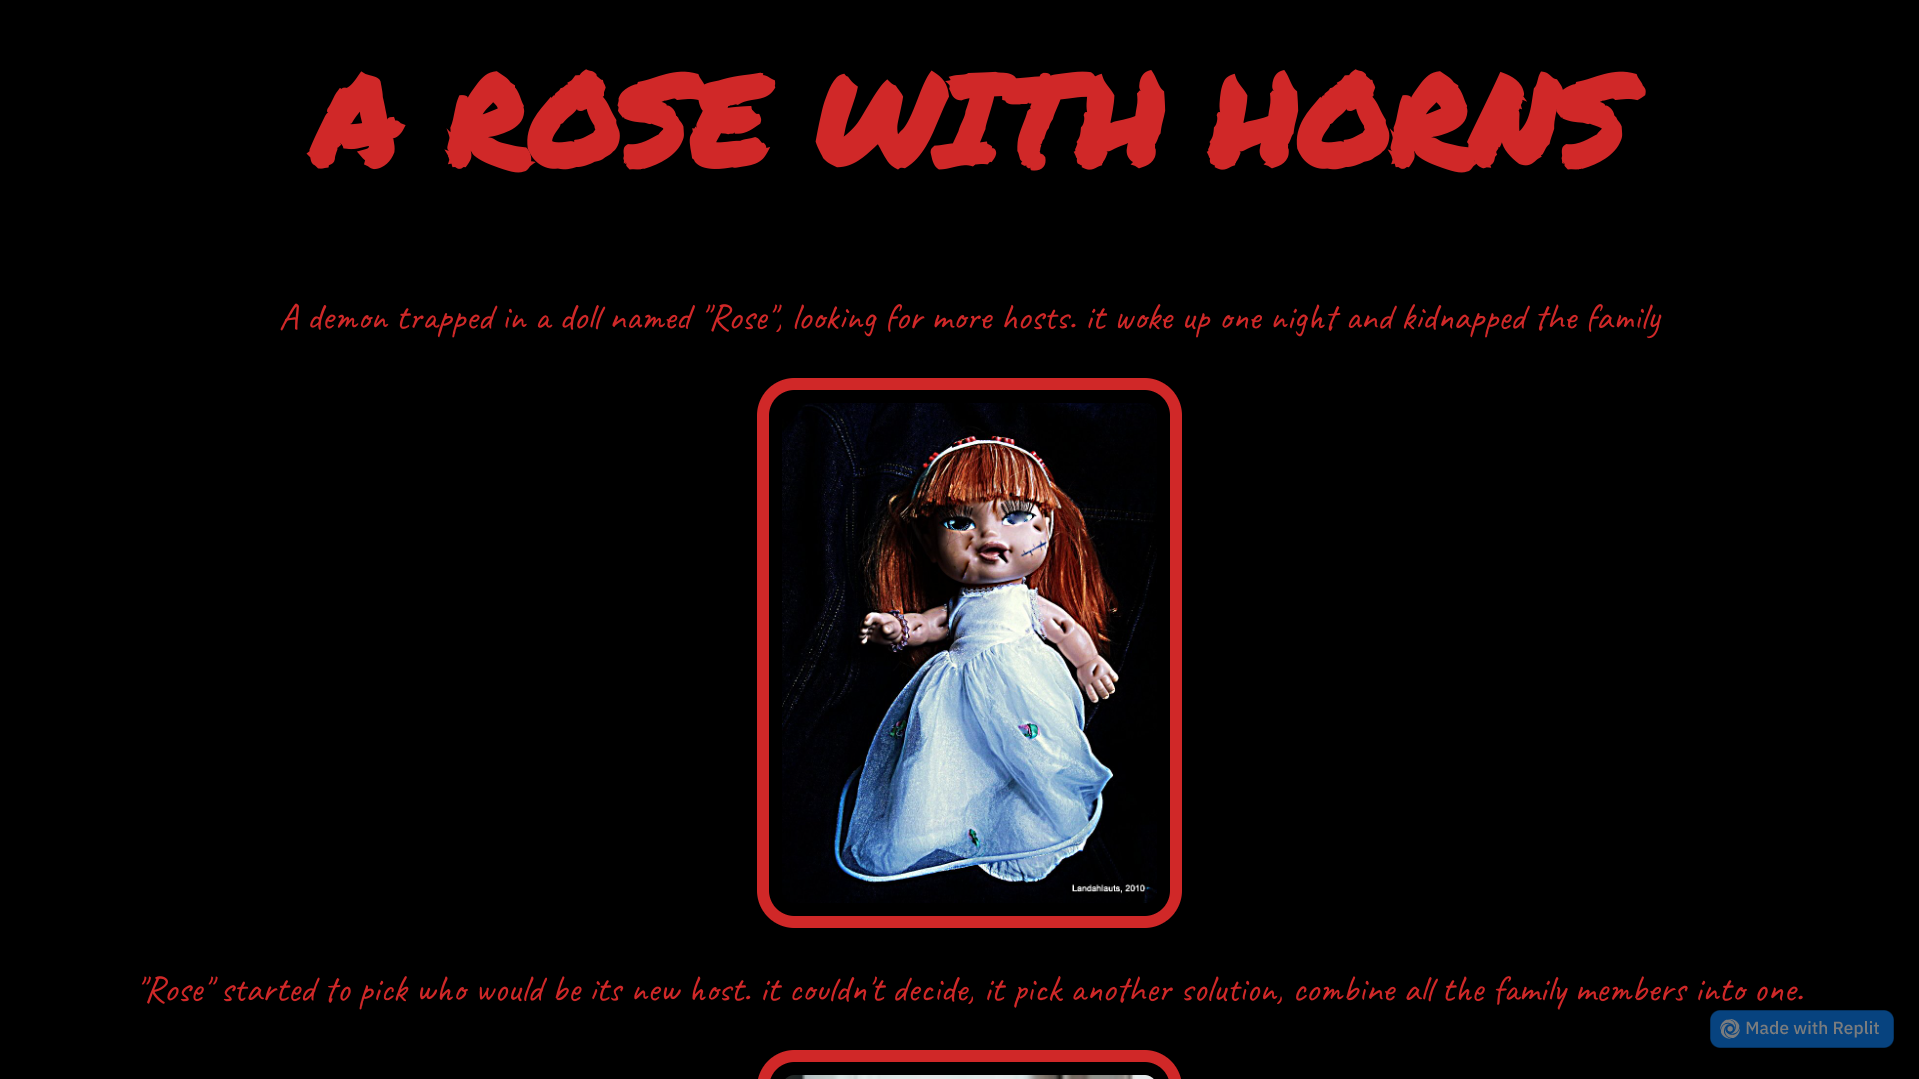 A ROSE WITH HORNS
A demon trapped in a doll named "Rose", looking for more hosts. it woke up one night and kidnapped the family
Landahlauts, 2010
"Rose" started to pick who would be its new host. it couldn't decide, it pick another solution, combine all the family members into one.
Made with Replit